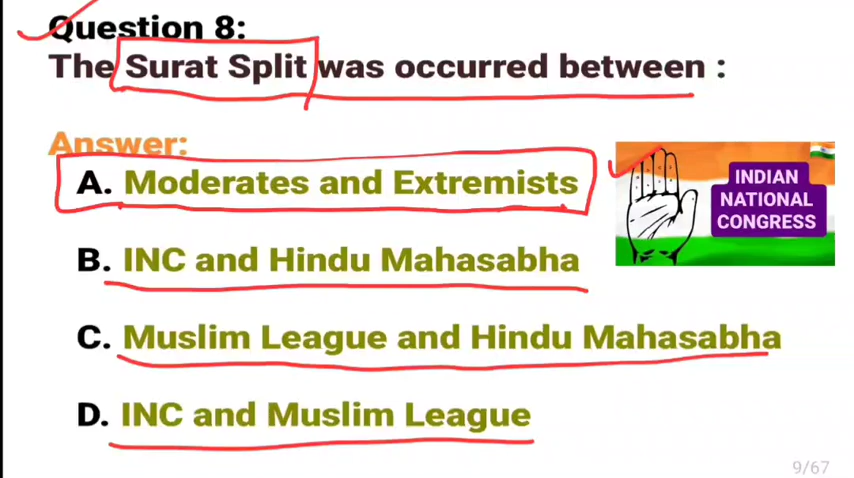 Question 8:
The Surat Split was occurred between :
Answer:
A. Moderates and Extremists
INDIAN
NATIONAL
CONGRESS
B. INC and Hindu Mahasabha
C. Muslim League and Hindu Mahasabha
D. INC and Muslim League
9/67